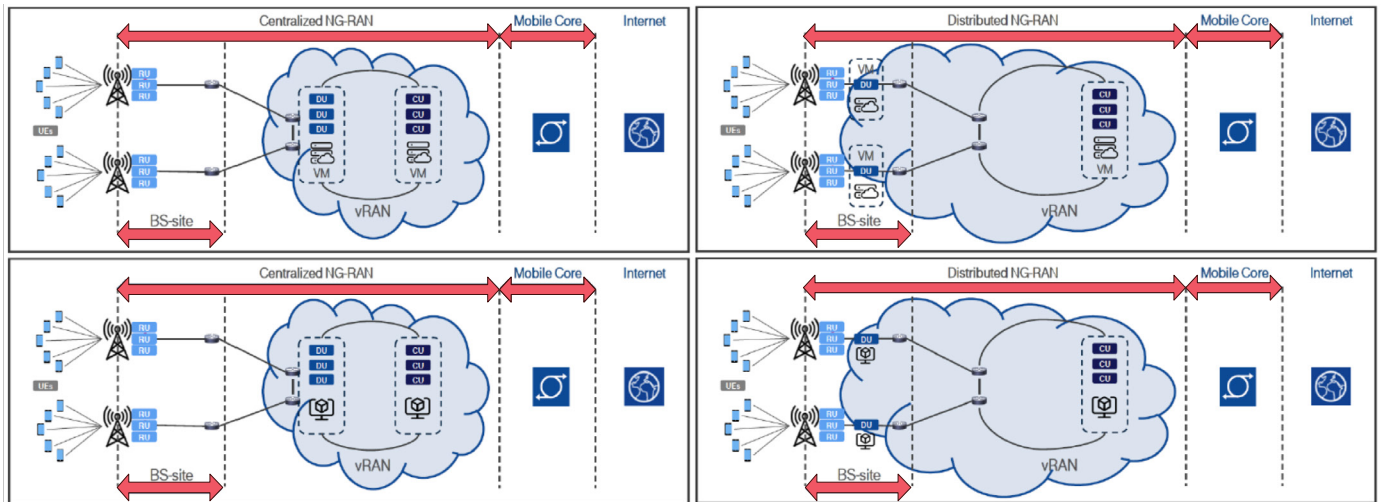 Centralized NG-RAN Mobile Core Internet
RU DU CU
RU DU CU
RU DU CU
UEs
RU VM VM
RU
RU
vRAN
BS-site
Distributed NG-RAN Mobile Core Internet
RU VM
RU DU CU
RU CU
CU
UEs
RU VM VM
RU DU
RU
vRAN
BS-site
Centralized NG-RAN Mobile Core Internet
RU DU CU
RU DU CU
RU DU CU
UEs
RU
RU
RU
vRAN
BS-site
Distributed NG-RAN Mobile Core Internet
RU
RU DU CU
RU CU
CU
UEs
RU
RU DU
RU
vRAN
BS-site